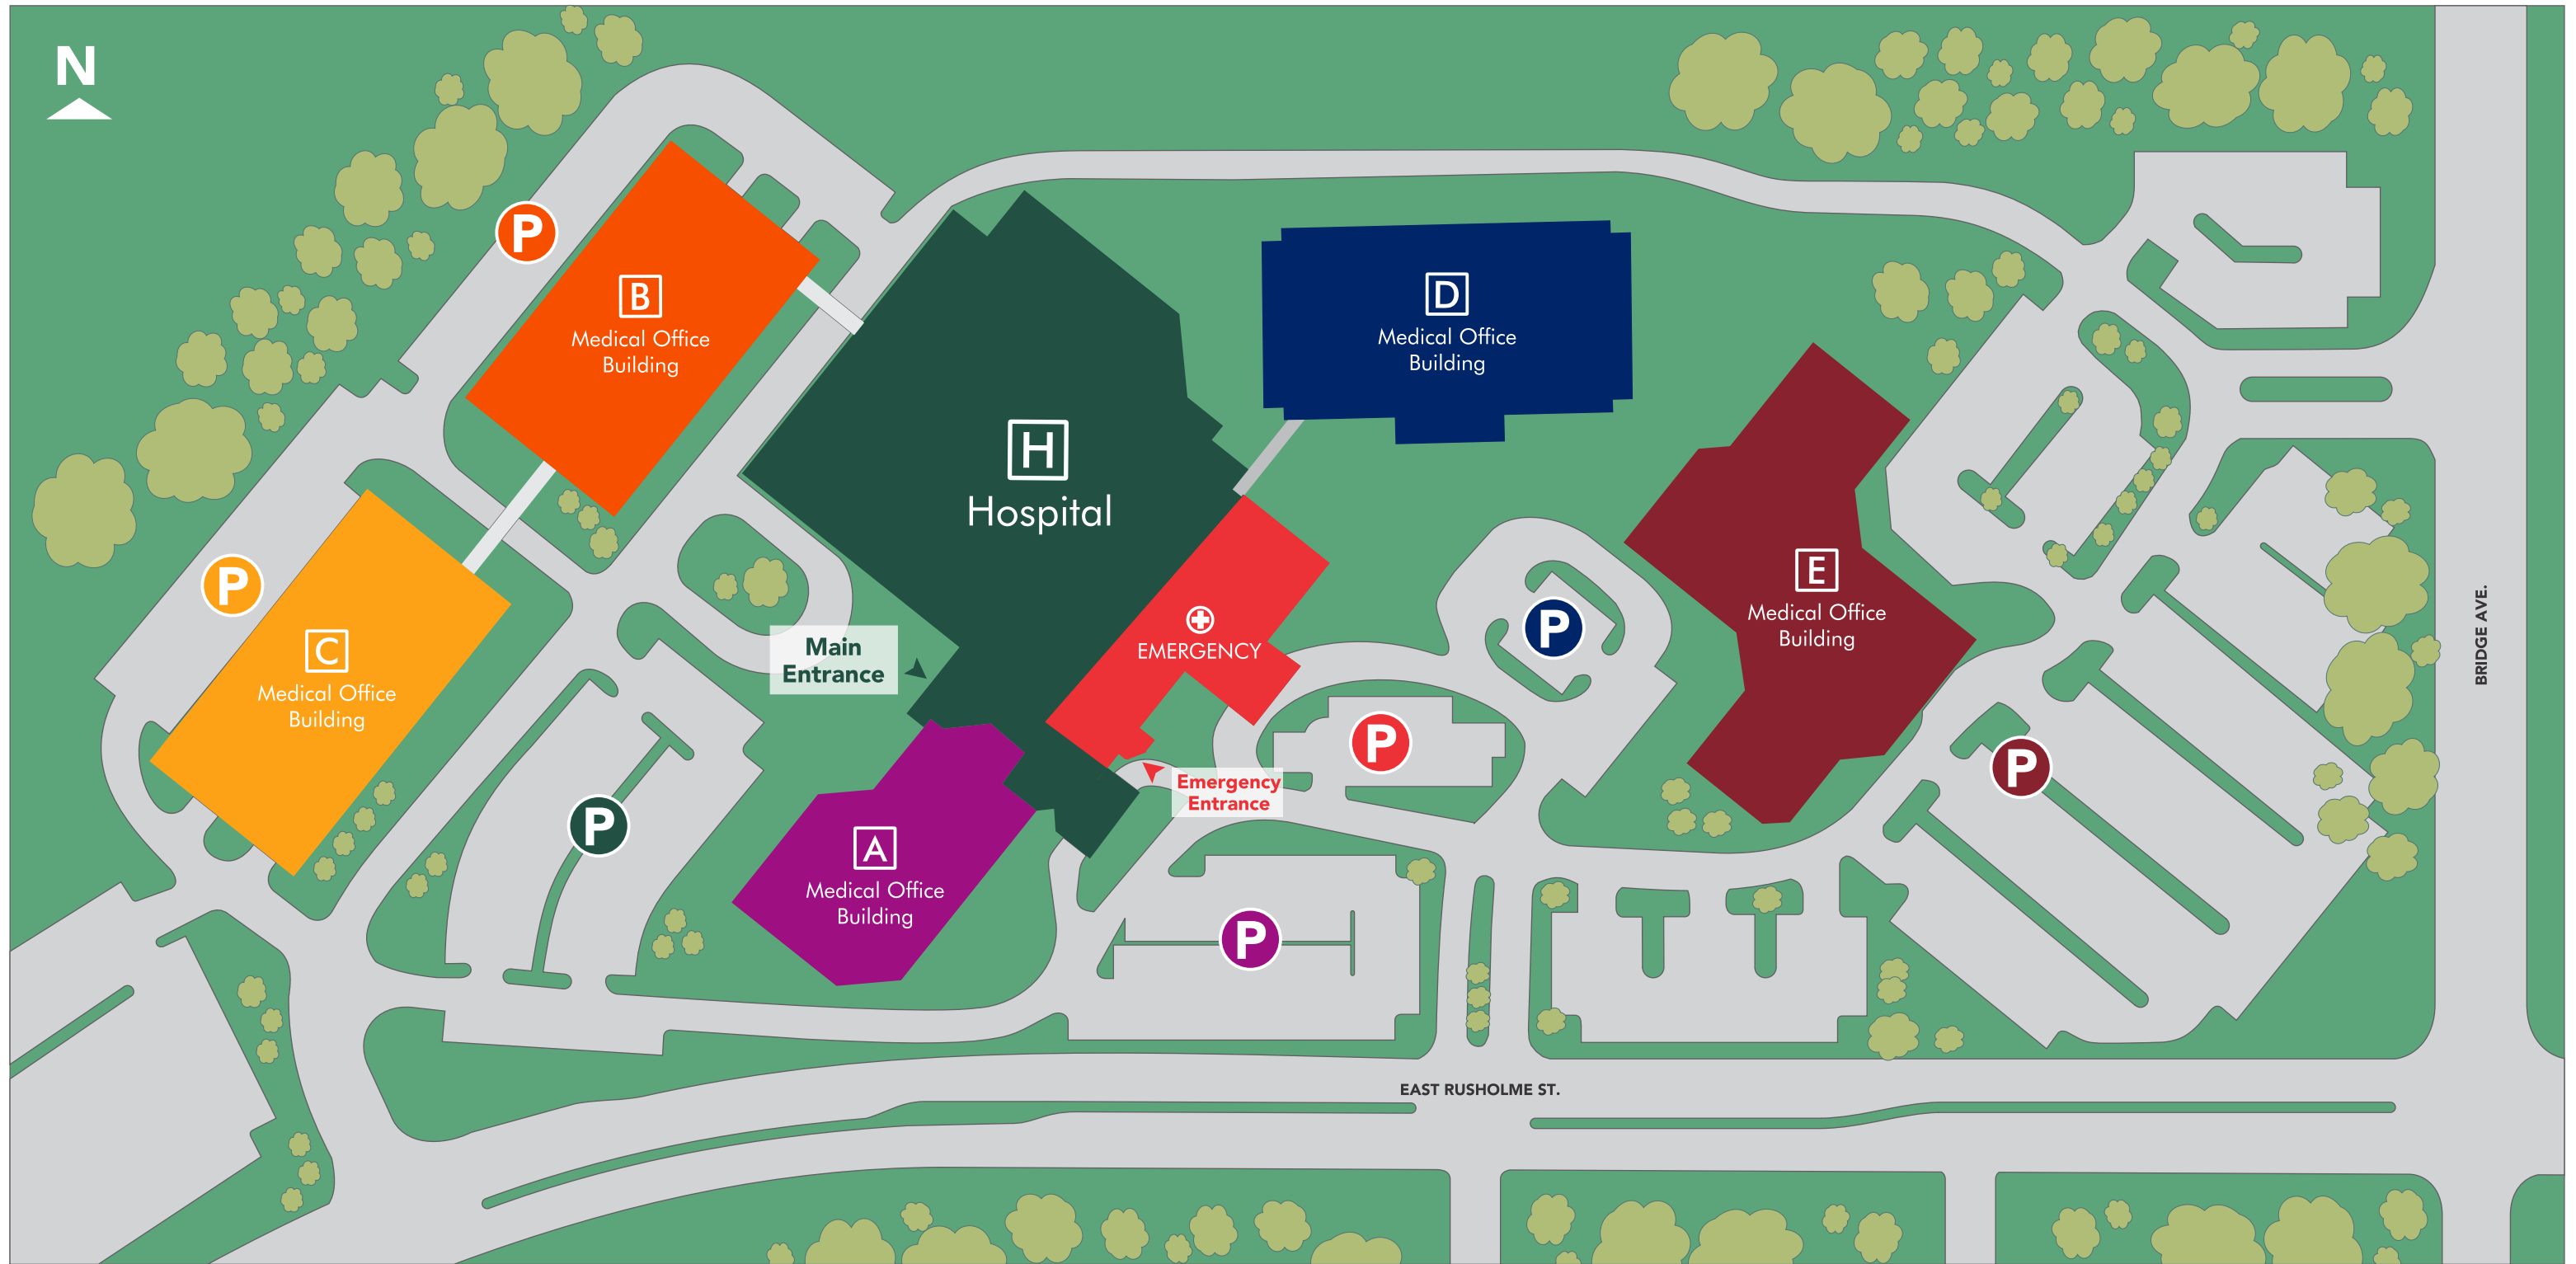 N
P
B
Medical Office
Building
D
Medical Office
Building
H
Hospital
E
Medical Office
Building
P
C
Medical Office
Building
EMERGENCY
P
BRIDGE AVE.
Main
Entrance
P
P
Emergency
Entrance
P
A
Medical Office
Building
P
EAST RUSHOLME ST.